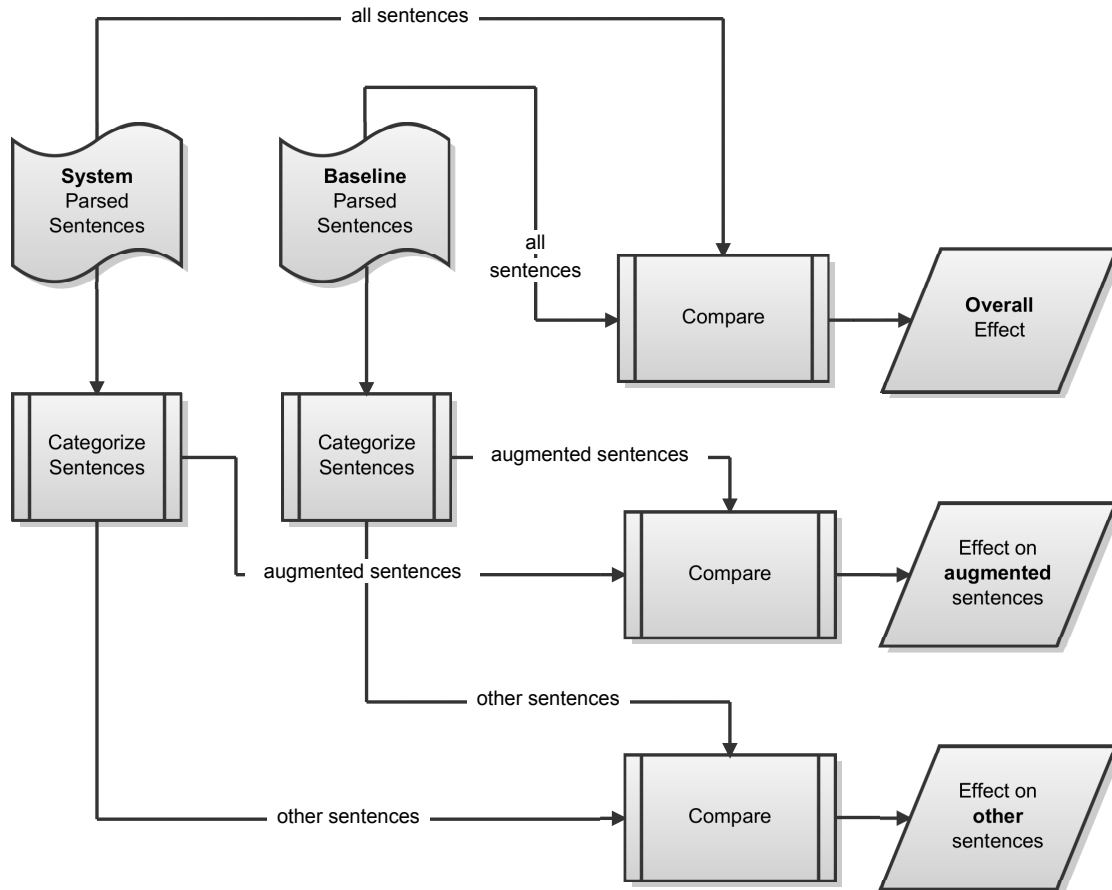 all sentences
System
Parsed
Sentences
Baseline
Parsed
Sentences
all
sentences
Compare
Overall
Effect
Categorize
Sentences
Categorize
Sentences
augmented sentences
augmented sentences
Compare
Effect on
augmented
sentences
other sentences
other sentences
Compare
Effect on
other
sentences